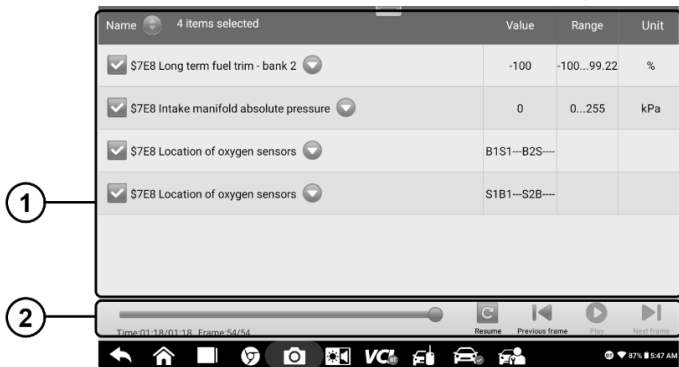 Name 4 items selected Value Range Unit
$7E8 Long term fuel trim - bank 2 -100 -100...99.22 %
$7E8 Intake manifold absolute pressure 0 0...255 kPa
$7E8 Location of oxygen sensors B1S1---B2S----
$7E8 Location of oxygen sensors S1B1---S2B----
1
2
Time:01:18/01:18 Frame:54/54 Resume Previous frame Play Next frame
VCI BT 87% 5:47 AM